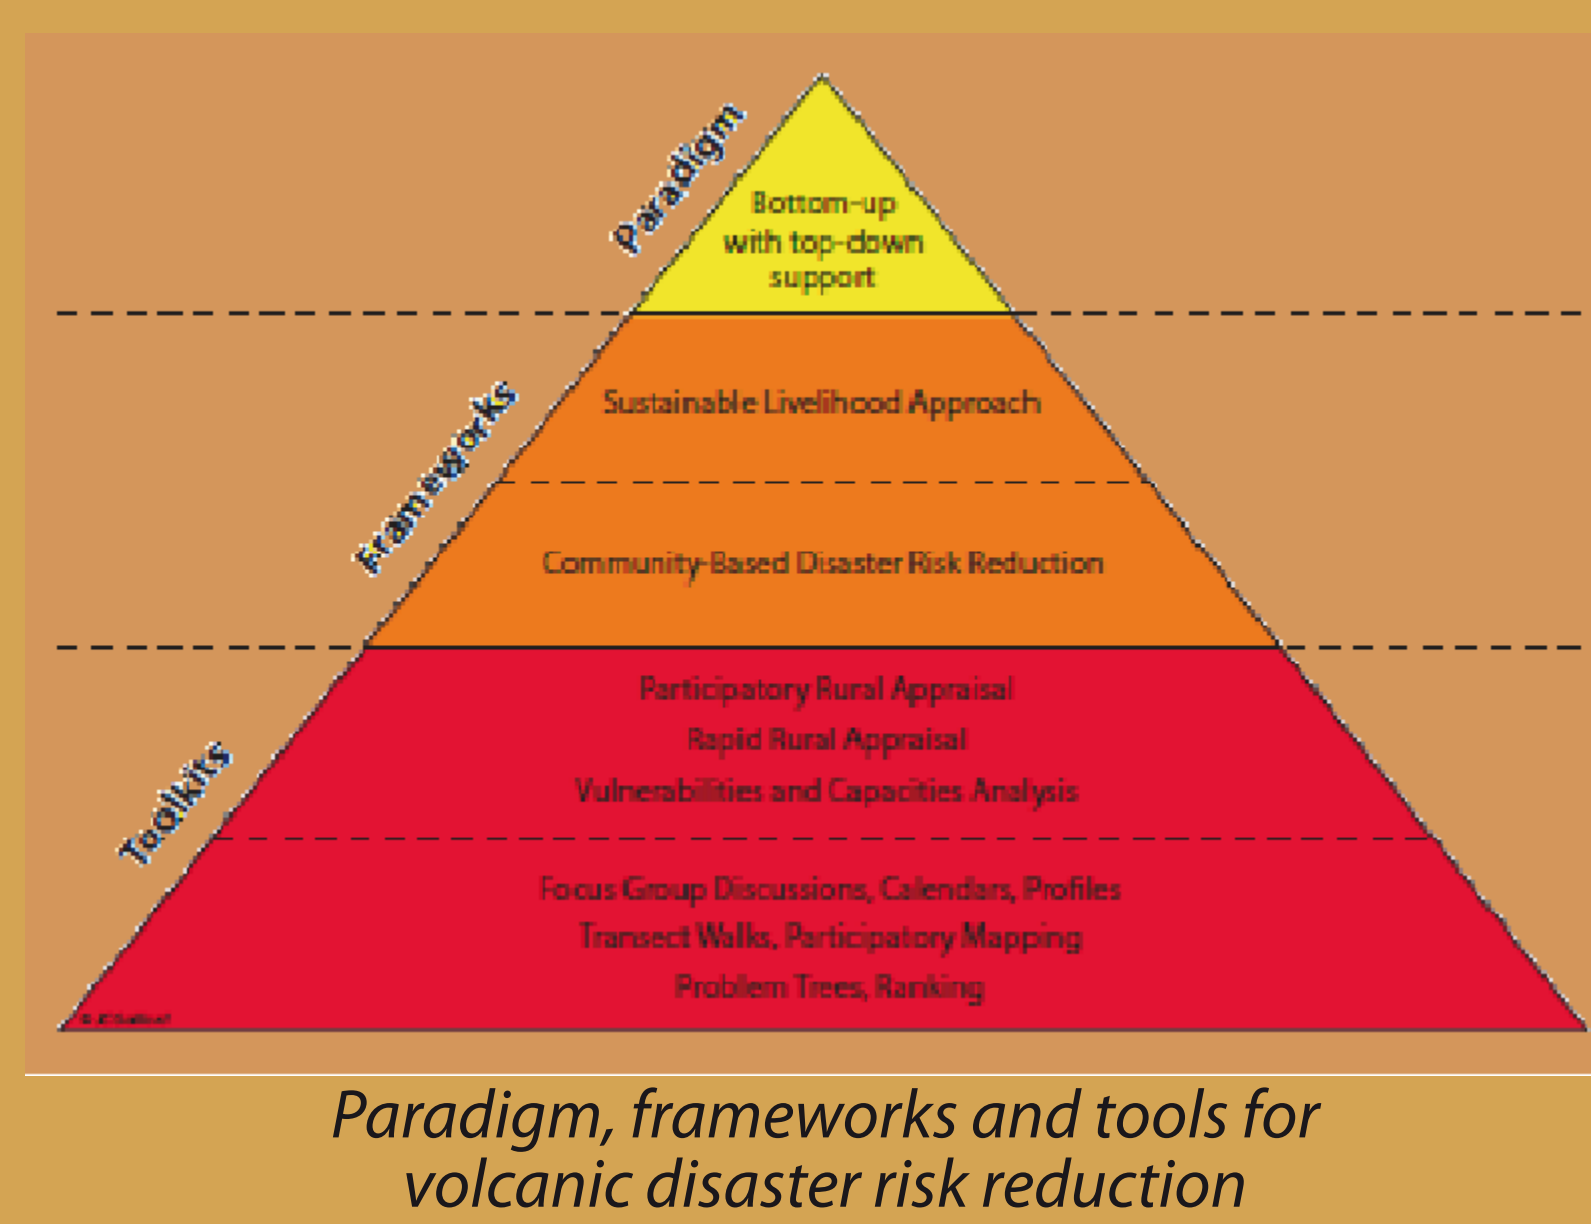 Paradigm
Bottom-up
with top-down
support
Frameworks
Sustainable Livelihood Approach
Community-Based Disaster Risk Reduction
Toolkits
Participatory Rural Appraisal
Rapid Rural Appraisal
Vulnerabilities and Capacities Analysis
Focus Group Discussions, Calendars, Profiles
Transect Walks, Participatory Mapping
Problem Trees, Ranking
Paradigm, frameworks and tools for
volcanic disaster risk reduction